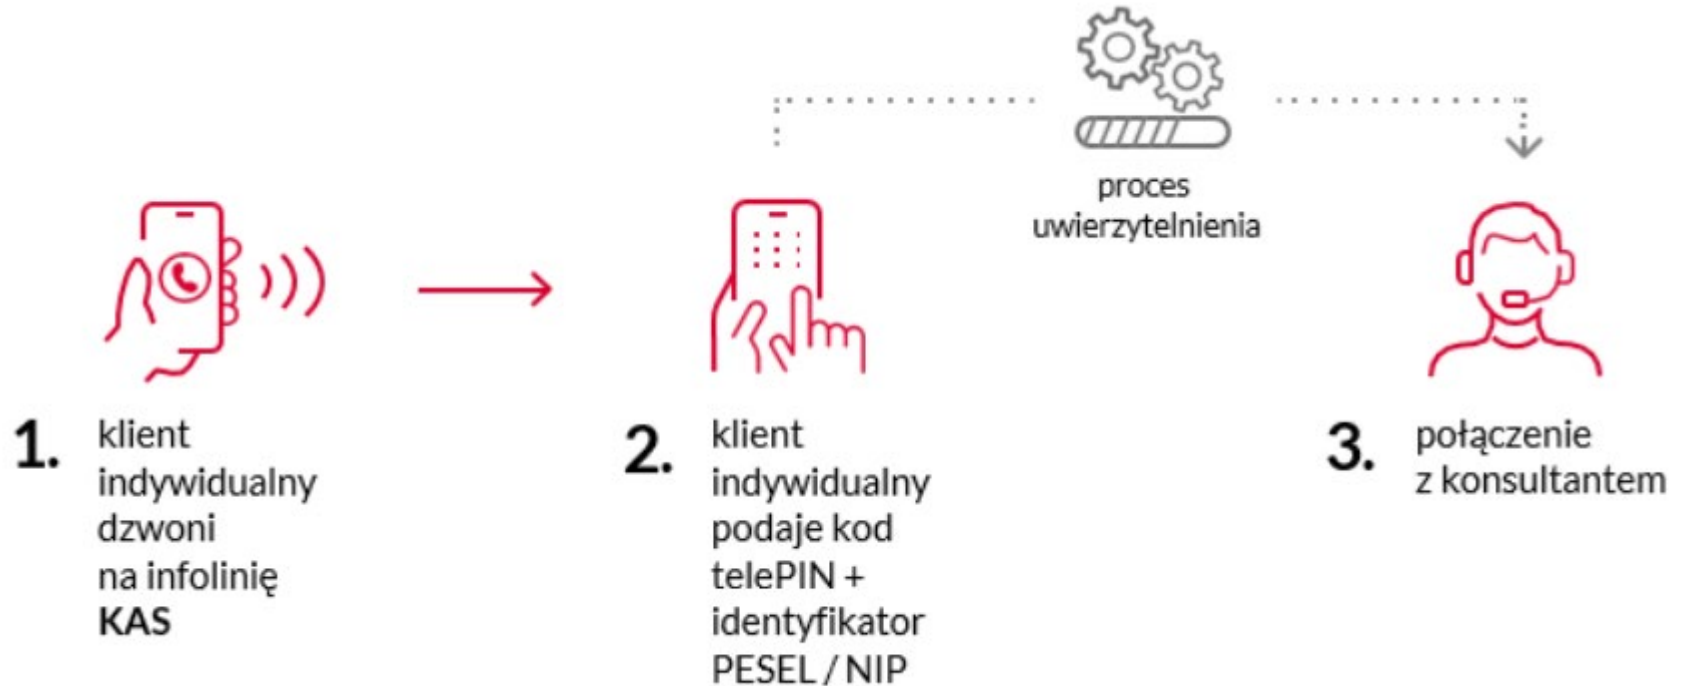 proces
uwierzytelnienia
1.
klient
indywidualny
dzwoni
na infolinię
KAS
2.
klient
indywidualny
podaje kod
telePIN +
identyfikator
PESEL / NIP
3.
połączenie
z konsultantem